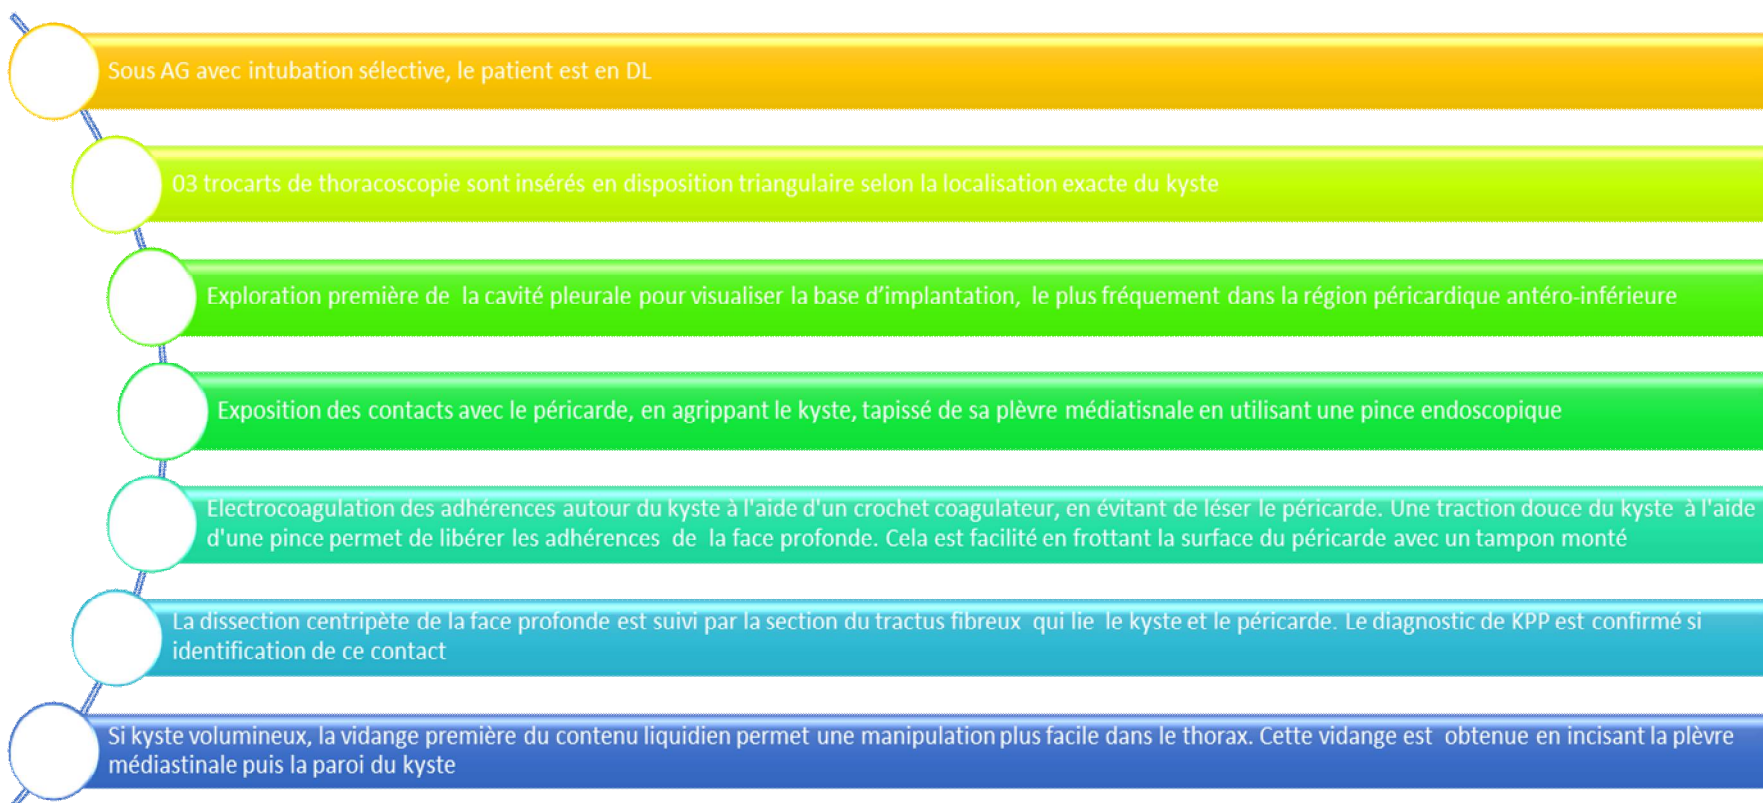 Sous AG avec intubation sélective, le patient est en DL
03 trocarts de thoracoscopie sont insérés en disposition triangulaire selon la localisation exacte du kyste
Exploration première de la cavité pleurale pour visualiser la base d’implantation, le plus fréquement dans la région péricardique antéro-inférieure
Exposition des contacts avec le péricarde, en agrippant le kyste, tapissé de sa plèvre médiatisnale en utilisant une pince endoscopique
Electrocoagulation des adhérences autour du kyste à l'aide d'un crochet coagulateur, en évitant de léser le péricarde. Une traction douce du kyste à l'aide
d'une pince permet de libérer les adhérences de la face profonde. Cela est facilité en frottant la surface du péricarde avec un tampon monté
La dissection centripète de la face profonde est suivi par la section du tractus fibreux qui lie le kyste et le péricarde. Le diagnostic de KPP est confirmé si
identification de ce contact
Si kyste volumineux, la vidange première du contenu liquidien permet une manipulation plus facile dans le thorax. Cette vidange est obtenue en incisant la plèvre
médiastinale puis la paroi du kyste